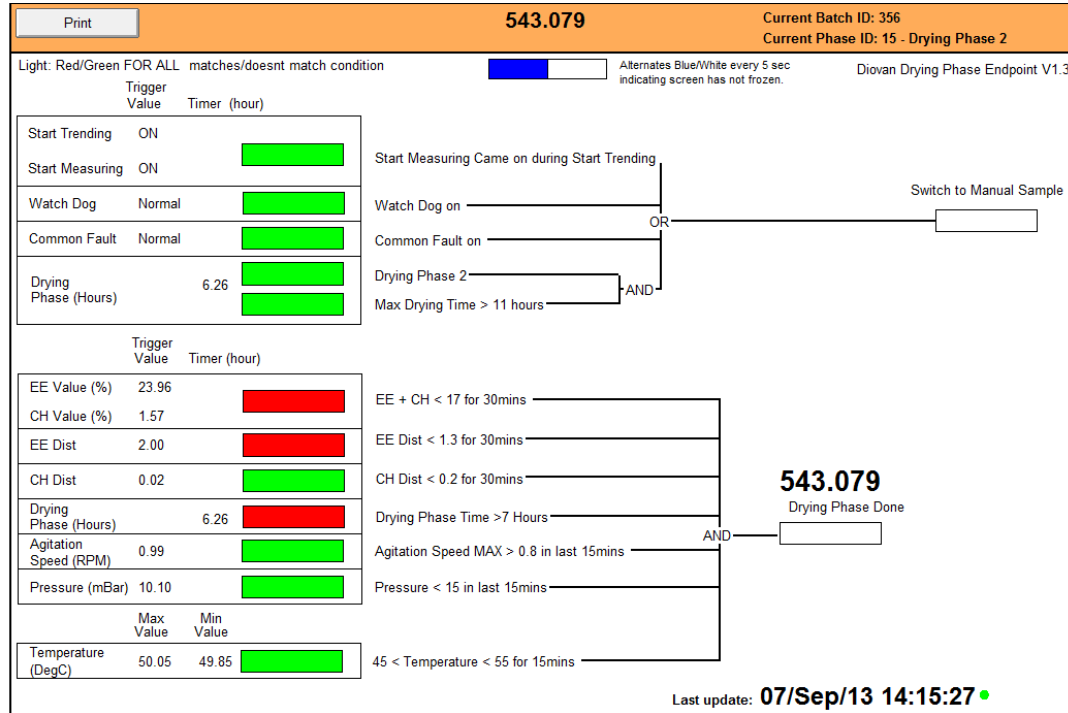 Print
543.079
Current Batch ID: 356
Current Phase ID: 15 - Drying Phase 2
Light: Red/Green FOR ALL matches/doesnt match condition
Alternates Blue/White every 5 sec
indicating screen has not frozen.
Diovan Drying Phase Endpoint V1.3
Trigger
Value Timer (hour)
Start Trending ON
Start Measuring ON
Start Measuring Came on during Start Trending
Watch Dog Normal
Watch Dog on
Common Fault Normal
Common Fault on
Drying
Phase (Hours) 6.26
Drying Phase 2
Max Drying Time > 11 hours
AND
OR
Switch to Manual Sample
Trigger
Value Timer (hour)
EE Value (%) 23.96
CH Value (%) 1.57
EE + CH < 17 for 30mins
EE Dist 2.00
EE Dist < 1.3 for 30mins
CH Dist 0.02
CH Dist < 0.2 for 30mins
Drying
Phase (Hours) 6.26
Drying Phase Time >7 Hours
Agitation
Speed (RPM) 0.99
Agitation Speed MAX > 0.8 in last 15mins
Pressure (mBar) 10.10
Pressure < 15 in last 15mins
Max
Value
Min
Value
Temperature
(DegC) 50.05 49.85
45 < Temperature < 55 for 15mins
AND
543.079
Drying Phase Done
Last update: 07/Sep/13 14:15:27